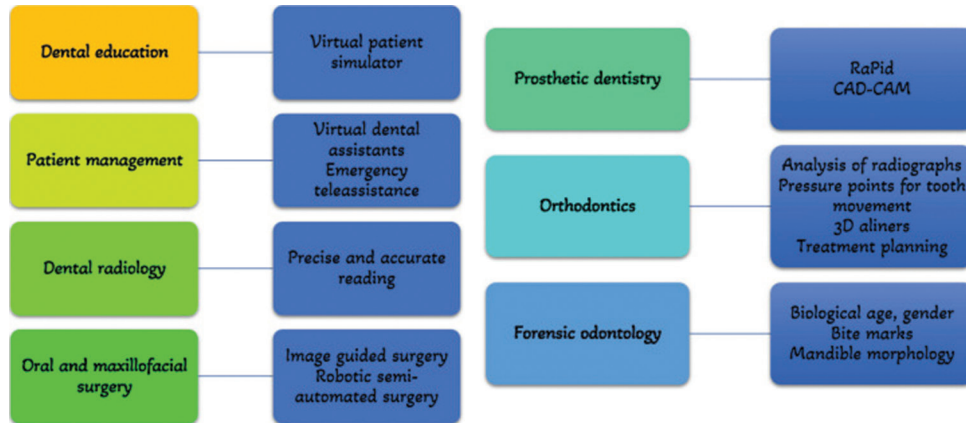 Dental education
Virtual patient
simulator
Patient management
Virtual dental
assistants
Emergency
teleassistance
Dental radiology
Precise and accurate
reading
Oral and maxillofacial
surgery
Image guided surgery
Robotic semi-
automated surgery
Prosthetic dentistry
RaPid
CAD-CAM
Orthodontics
Analysis of radiographs
Pressure points for tooth
movement
3D aliners
Treatment planning
Forensic odontology
Biological age, gender
Bite marks
Mandible morphology